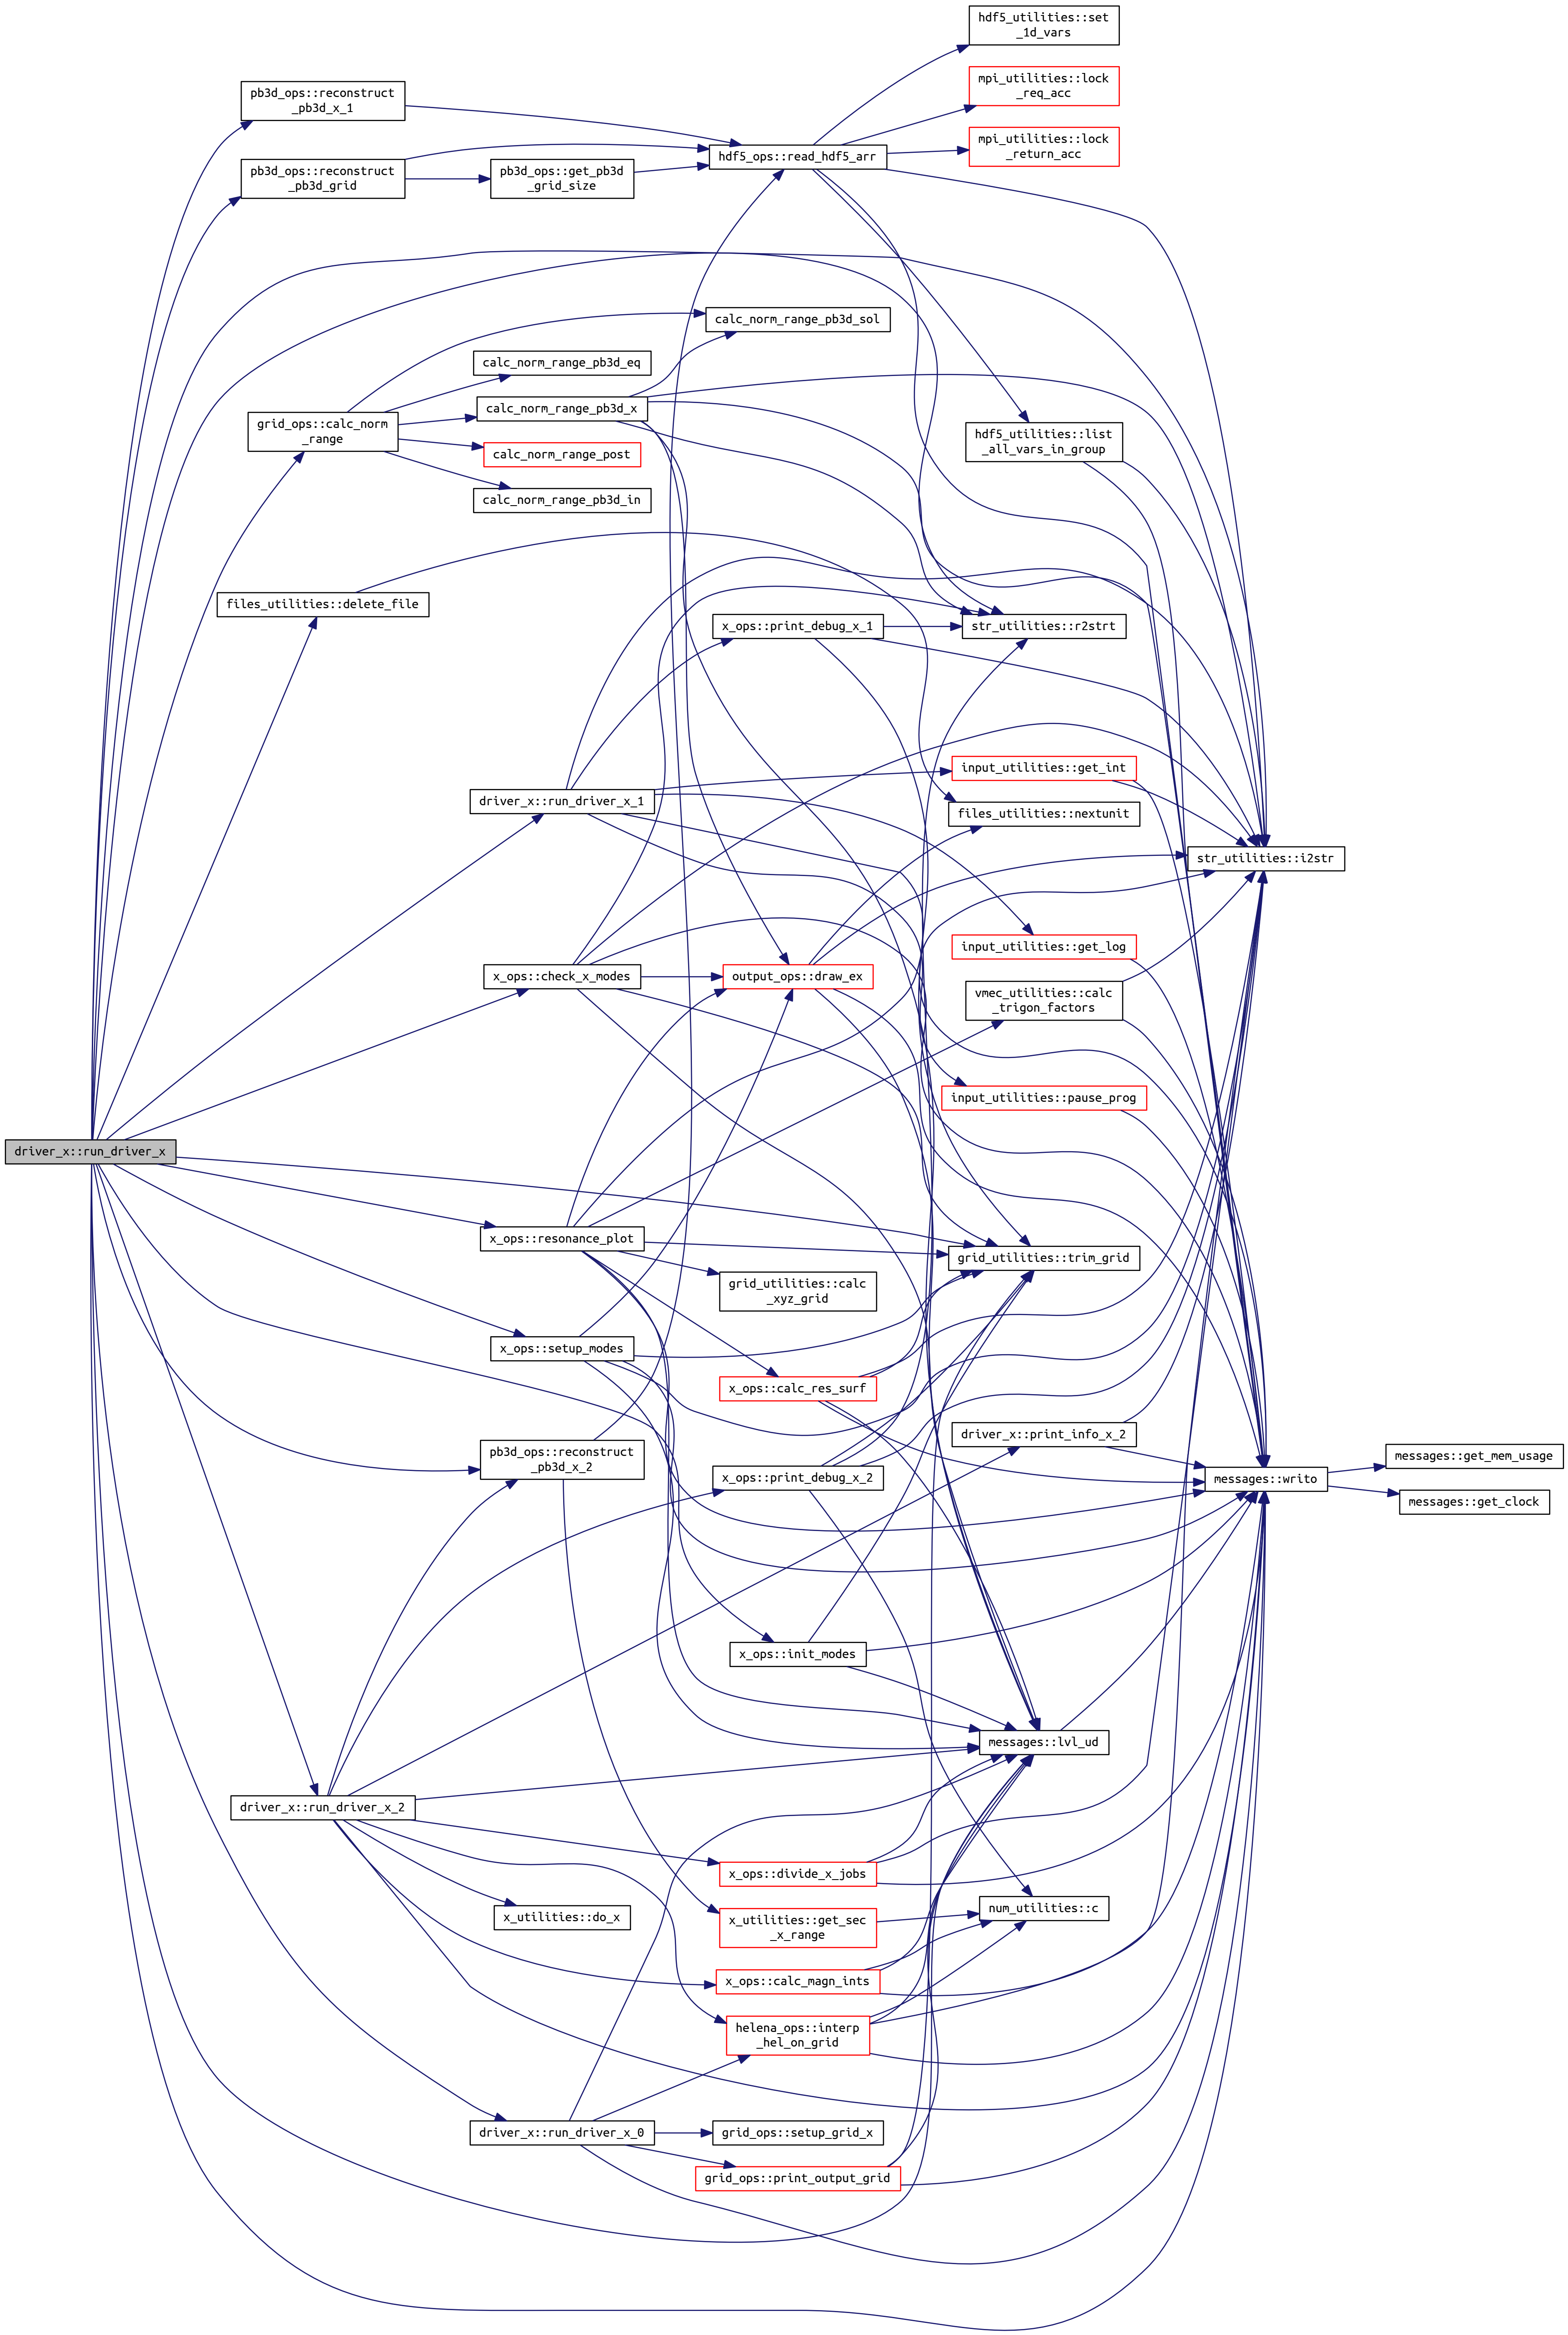 hdf5_utilities::set
_1d_vars
mpi_utilities::lock
_req_acc
pb3d_ops::reconstruct
_pb3d_x_1
mpi_utilities::lock
_return_acc
hdf5_ops::read_hdf5_arr
pb3d_ops::reconstruct
_pb3d_grid
pb3d_ops::get_pb3d
_grid_size
calc_norm_range_pb3d_sol
calc_norm_range_pb3d_eq
calc_norm_range_pb3d_x
grid_ops::calc_norm
_range
hdf5_utilities::list
_all_vars_in_group
calc_norm_range_post
calc_norm_range_pb3d_in
files_utilities::delete_file
x_ops::print_debug_x_1
str_utilities::r2strt
input_utilities::get_int
driver_x::run_driver_x_1
files_utilities::nextunit
str_utilities::i2str
input_utilities::get_log
x_ops::check_x_modes
output_ops::draw_ex
vmec_utilities::calc
_trigon_factors
input_utilities::pause_prog
driver_x::run_driver_x
x_ops::resonance_plot
grid_utilities::trim_grid
grid_utilities::calc
_xyz_grid
x_ops::setup_modes
x_ops::calc_res_surf
driver_x::print_info_x_2
pb3d_ops::reconstruct
_pb3d_x_2
messages::get_mem_usage
x_ops::print_debug_x_2
messages::writo
messages::get_clock
x_ops::init_modes
messages::lvl_ud
driver_x::run_driver_x_2
x_ops::divide_x_jobs
num_utilities::c
x_utilities::do_x
x_utilities::get_sec
_x_range
x_ops::calc_magn_ints
helena_ops::interp
_hel_on_grid
driver_x::run_driver_x_0
grid_ops::setup_grid_x
grid_ops::print_output_grid